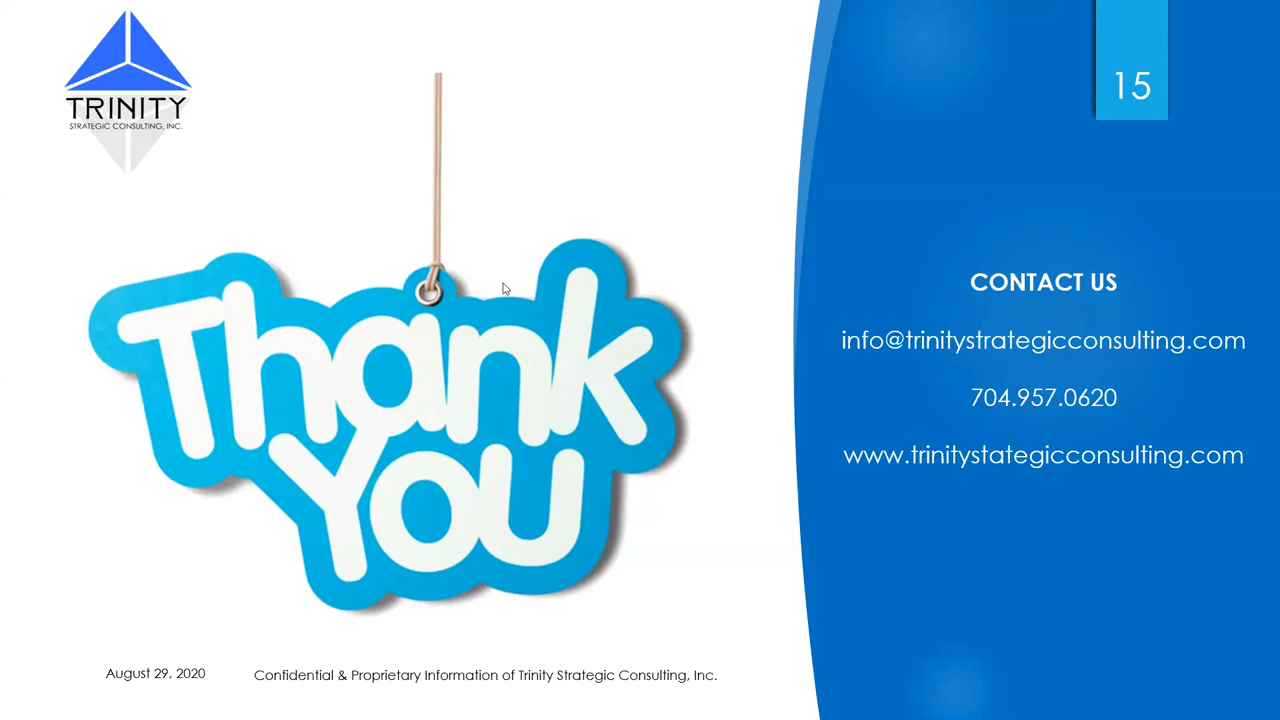 TRINITY
STRATEGIC CONSULTING, INC.
15
Thank
You
CONTACT US
info@trinitystrategicconsulting.com
704.957.0620
www.trinitystategicconsulting.com
August 29, 2020
Confidential & Proprietary Information of Trinity Strategic Consulting, Inc.